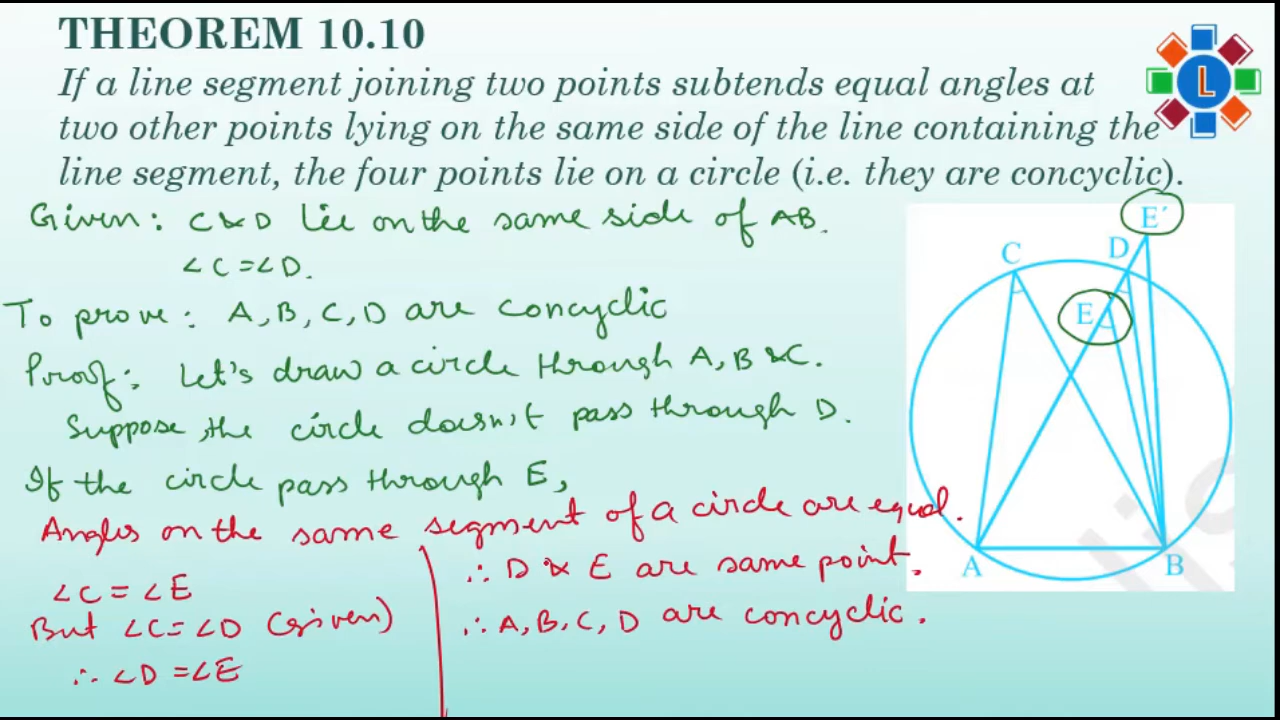 THEOREM 10.10
L
If a line segment joining two points subtends equal angles at
two other points lying on the same side of the line containing the
line segment, the four points lie on a circle (i.e. they are concyclic).
Given: C & D lie on the same side of AB.
∠C = ∠D.
To prove: A, B, C, D are concyclic
Proof: Let's draw a circle through A, B & C.
Suppose, the circle doesn't pass through D.
If the circle pass through E,
Angles on the same segment of a circle are equal.
∠C = ∠E
But ∠C = ∠D (given)
∴ ∠D = ∠E
∴ D & E are same point.
∴ A, B, C, D are concyclic.
E′
C
D
E
A
B